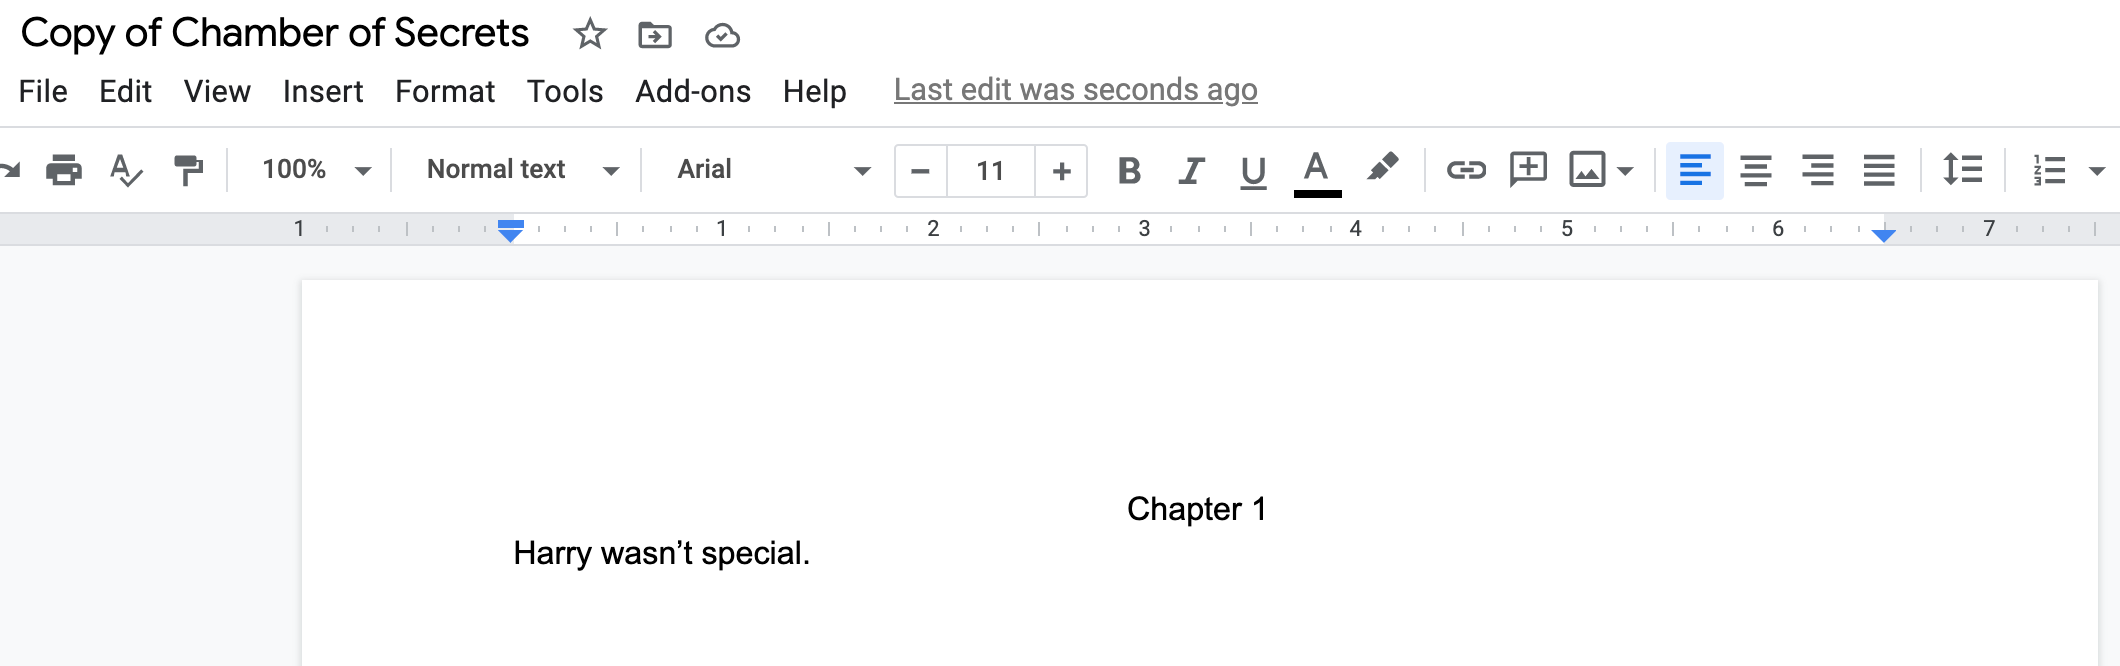 Copy of Chamber of Secrets
File Edit View Insert Format Tools Add-ons Help Last edit was seconds ago
100% Normal text Arial − 11 + B I U A
1 1 2 3 4 5 6 7
Chapter 1
Harry wasn’t special.